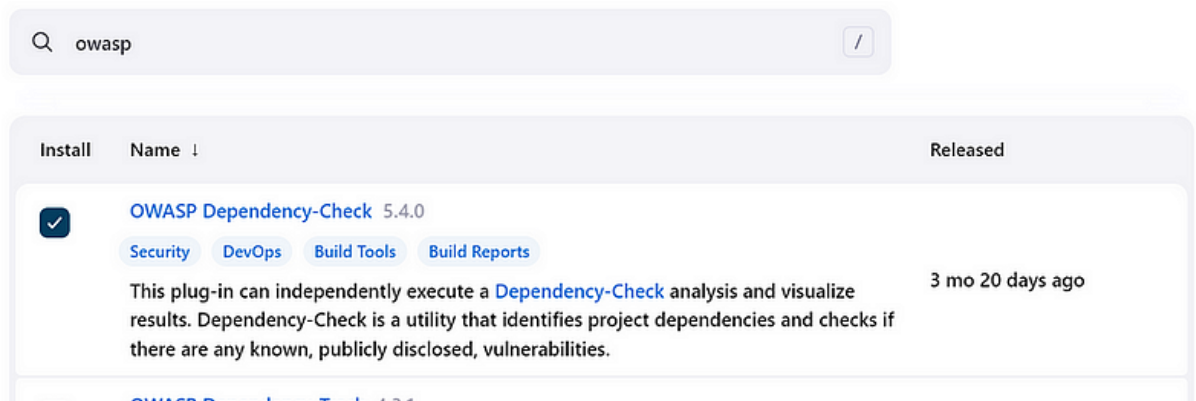 owasp /
Install Name ↓ Released
OWASP Dependency-Check 5.4.0
Security DevOps Build Tools Build Reports
This plug-in can independently execute a Dependency-Check analysis and visualize
results. Dependency-Check is a utility that identifies project dependencies and checks if
there are any known, publicly disclosed, vulnerabilities.
3 mo 20 days ago